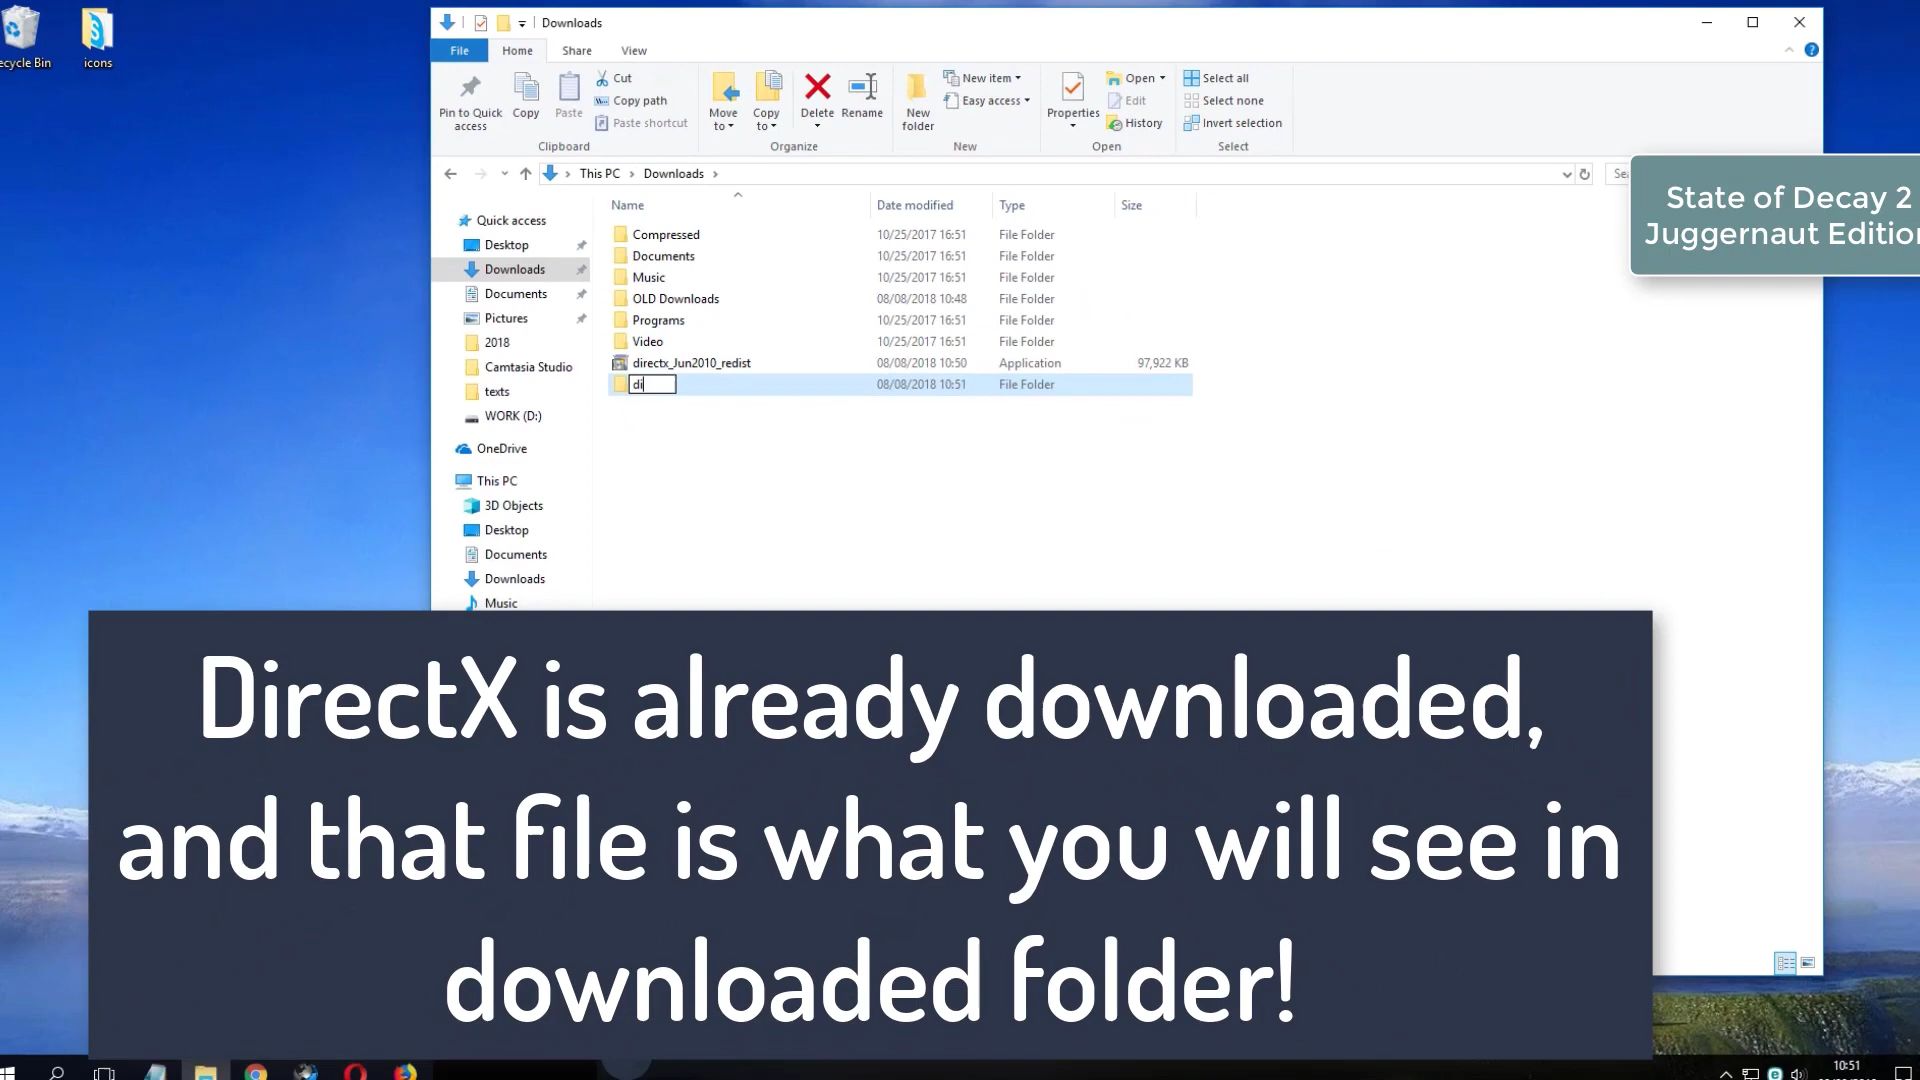 Downloads
File
Home
Share
View
Pin to Quick access
Copy
Paste
Cut
Copy path
Paste shortcut
Move to
Copy to
Delete
Rename
New folder
New item
Easy access
Properties
Open
Edit
History
Select all
Select none
Invert selection
Clipboard
Organize
New
Open
Select
This PC
Downloads
Name
Date modified
Type
Size
Compressed 10/25/2017 16:51 File Folder
Documents 10/25/2017 16:51 File Folder
Music 10/25/2017 16:51 File Folder
OLD Downloads 08/08/2018 10:48 File Folder
Programs 10/25/2017 16:51 File Folder
Video 10/25/2017 16:51 File Folder
directx_Jun2010_redist 08/08/2018 10:50 Application 97,922 KB
di 08/08/2018 10:51 File Folder
Quick access
Desktop
Downloads
Documents
Pictures
2018
Camtasia Studio
texts
WORK (D:)
OneDrive
This PC
3D Objects
Desktop
Documents
Downloads
Music
ecycle Bin
icons
State of Decay 2
Juggernaut Edition
DirectX is already downloaded,
and that file is what you will see in
downloaded folder!
10:51